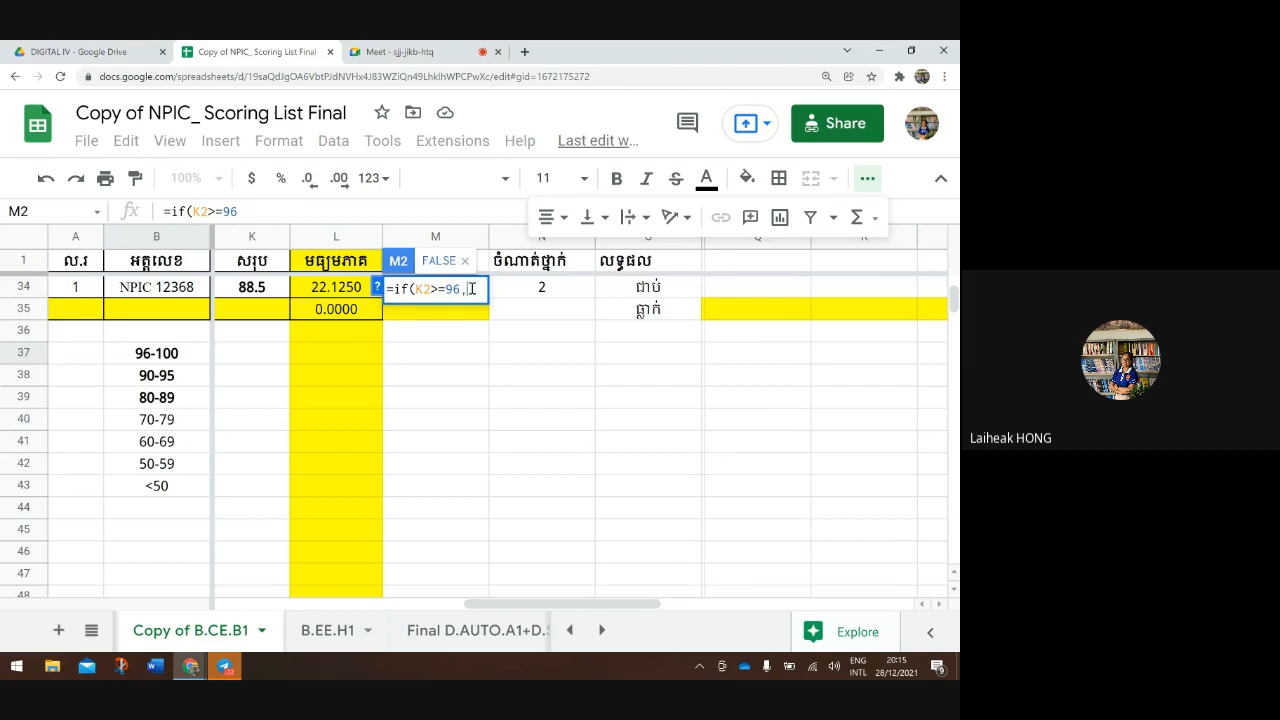 DIGITAL IV - Google Drive
Copy of NPIC_ Scoring List Final
Meet - sjj-jikb-htq
docs.google.com/spreadsheets/d/19saQdJgOA6VbtPJdNVHx4J83WZiQn49LhklhWPCPwXc/edit#gid=1672175272
Copy of NPIC_ Scoring List Final
File Edit View Insert Format Data Tools Extensions Help Last edit w...
Share
100% $ % .0 .00 123 11 B I S A
M2 fx =if(K2>=96
A B K L M N Q R
1 ល.រ អត្តលេខ សរុប មធ្យមភាគ M2 FALSE × ចំណាត់ថ្នាក់ លទ្ធផល
34 1 NPIC 12368 88.5 22.1250 ? =if(K2>=96, 2 ជាប់
35 0.0000 ធ្លាក់
36
37 96-100
38 90-95
39 80-89
40 70-79
41 60-69
42 50-59
43 <50
44
45
46
47
48
Copy of B.CE.B1 B.EE.H1 Final D.AUTO.A1+D. Explore
ENG
INTL
20:15
28/12/2021
Laiheak HONG